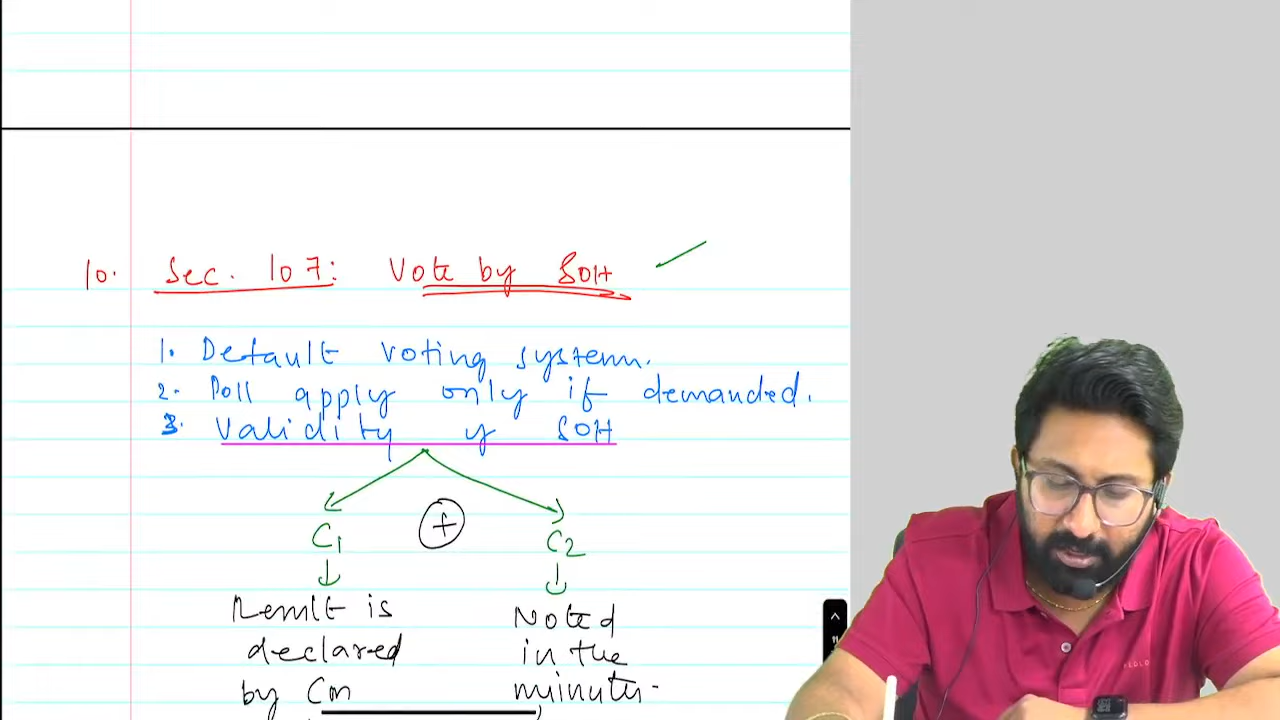 10. Sec. 107: Vote by SOH
1. Default voting system.
2. Poll apply only if demanded.
3. Validity of SOH
+
C1 C2
Result is
declared
by Cm
Noted
in the
minutes.